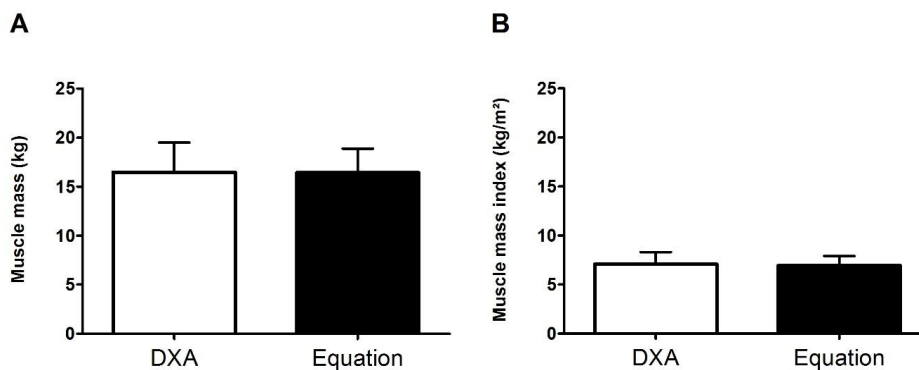 A
Muscle mass (kg)
25
20
15
10
5
0
DXA
Equation
B
Muscle mass index (kg/m²)
25
20
15
10
5
0
DXA
Equation